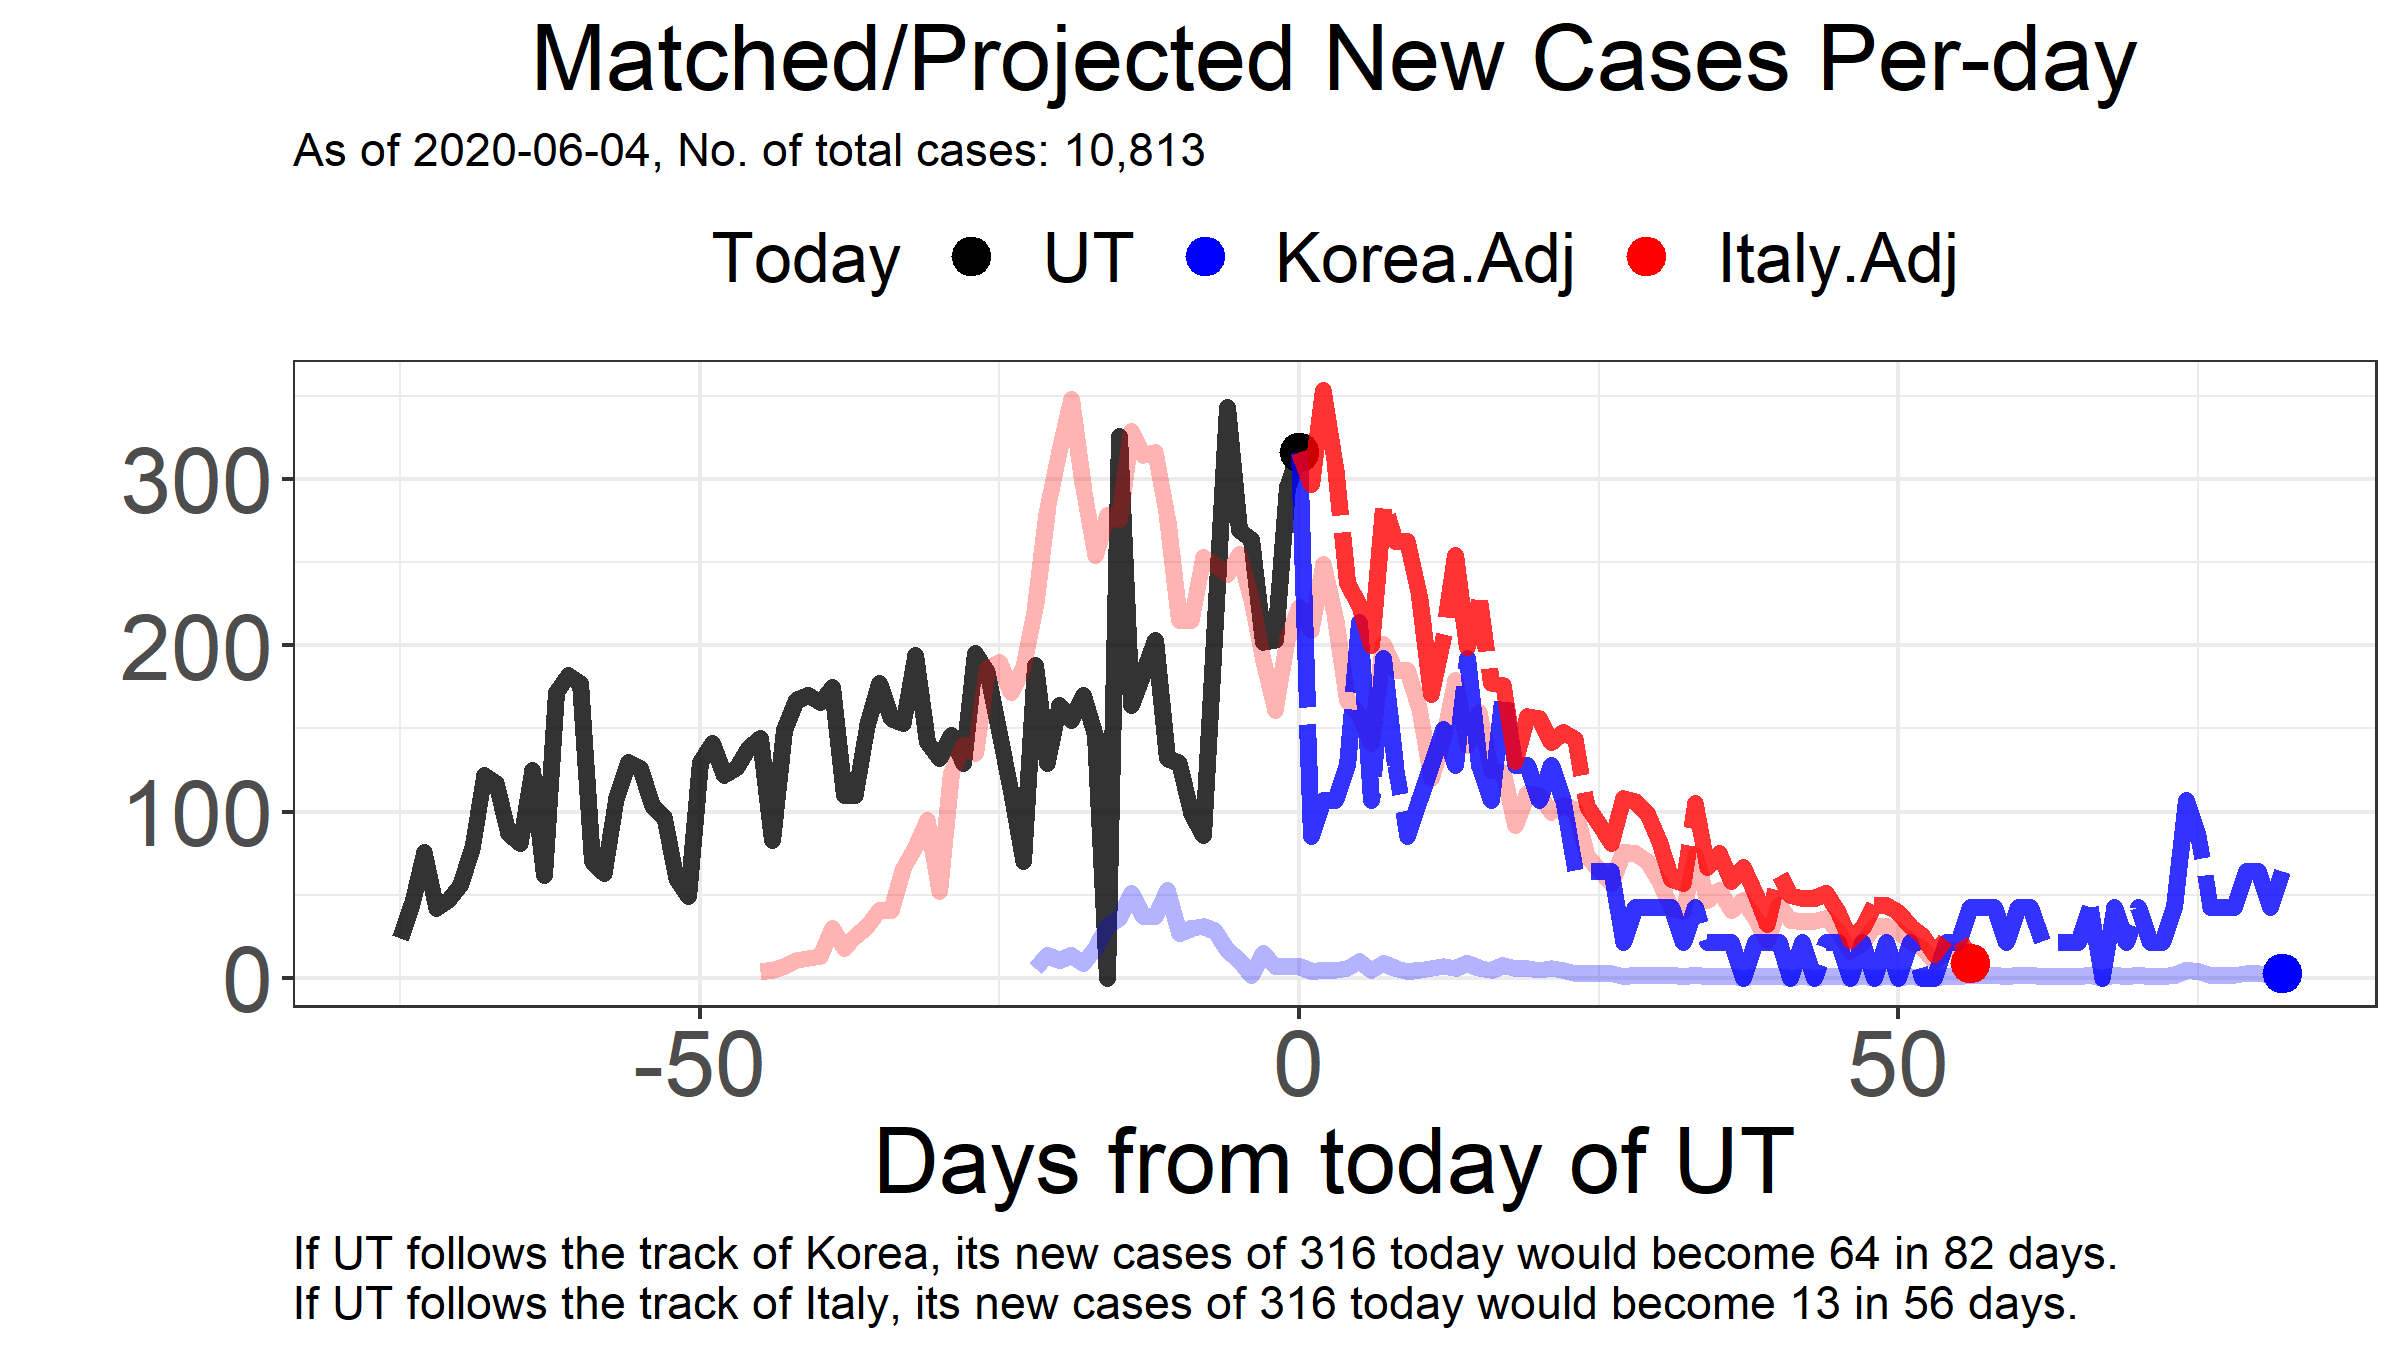 Matched/Projected New Cases Per-day
As of 2020-06-04, No. of total cases: 10,813
Today UT Korea.Adj Italy.Adj
300
200
100
0
-50 0 50
Days from today of UT
If UT follows the track of Korea, its new cases of 316 today would become 64 in 82 days.
If UT follows the track of Italy, its new cases of 316 today would become 13 in 56 days.